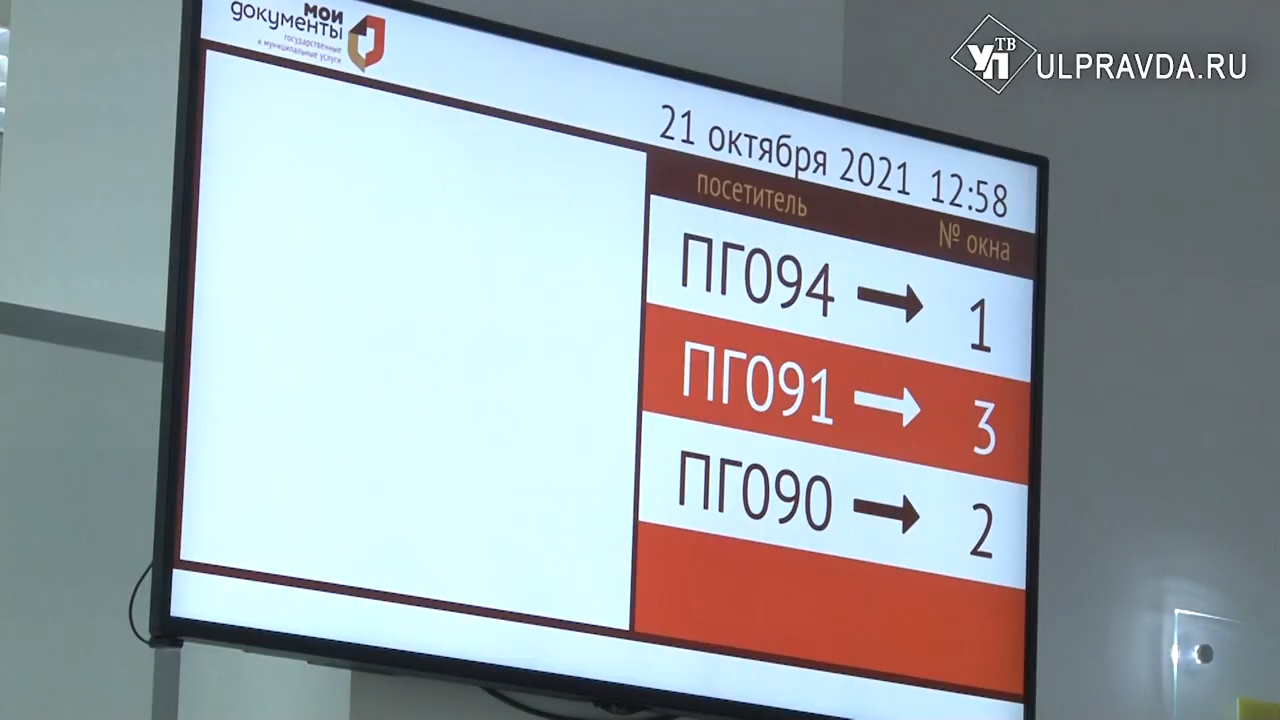 мои
документы
государственные
и муниципальные услуги
УП ТВ
ULPRAVDA.RU
21 октября 2021 12:58
посетитель № окна
ПГ094 → 1
ПГ091 → 3
ПГ090 → 2